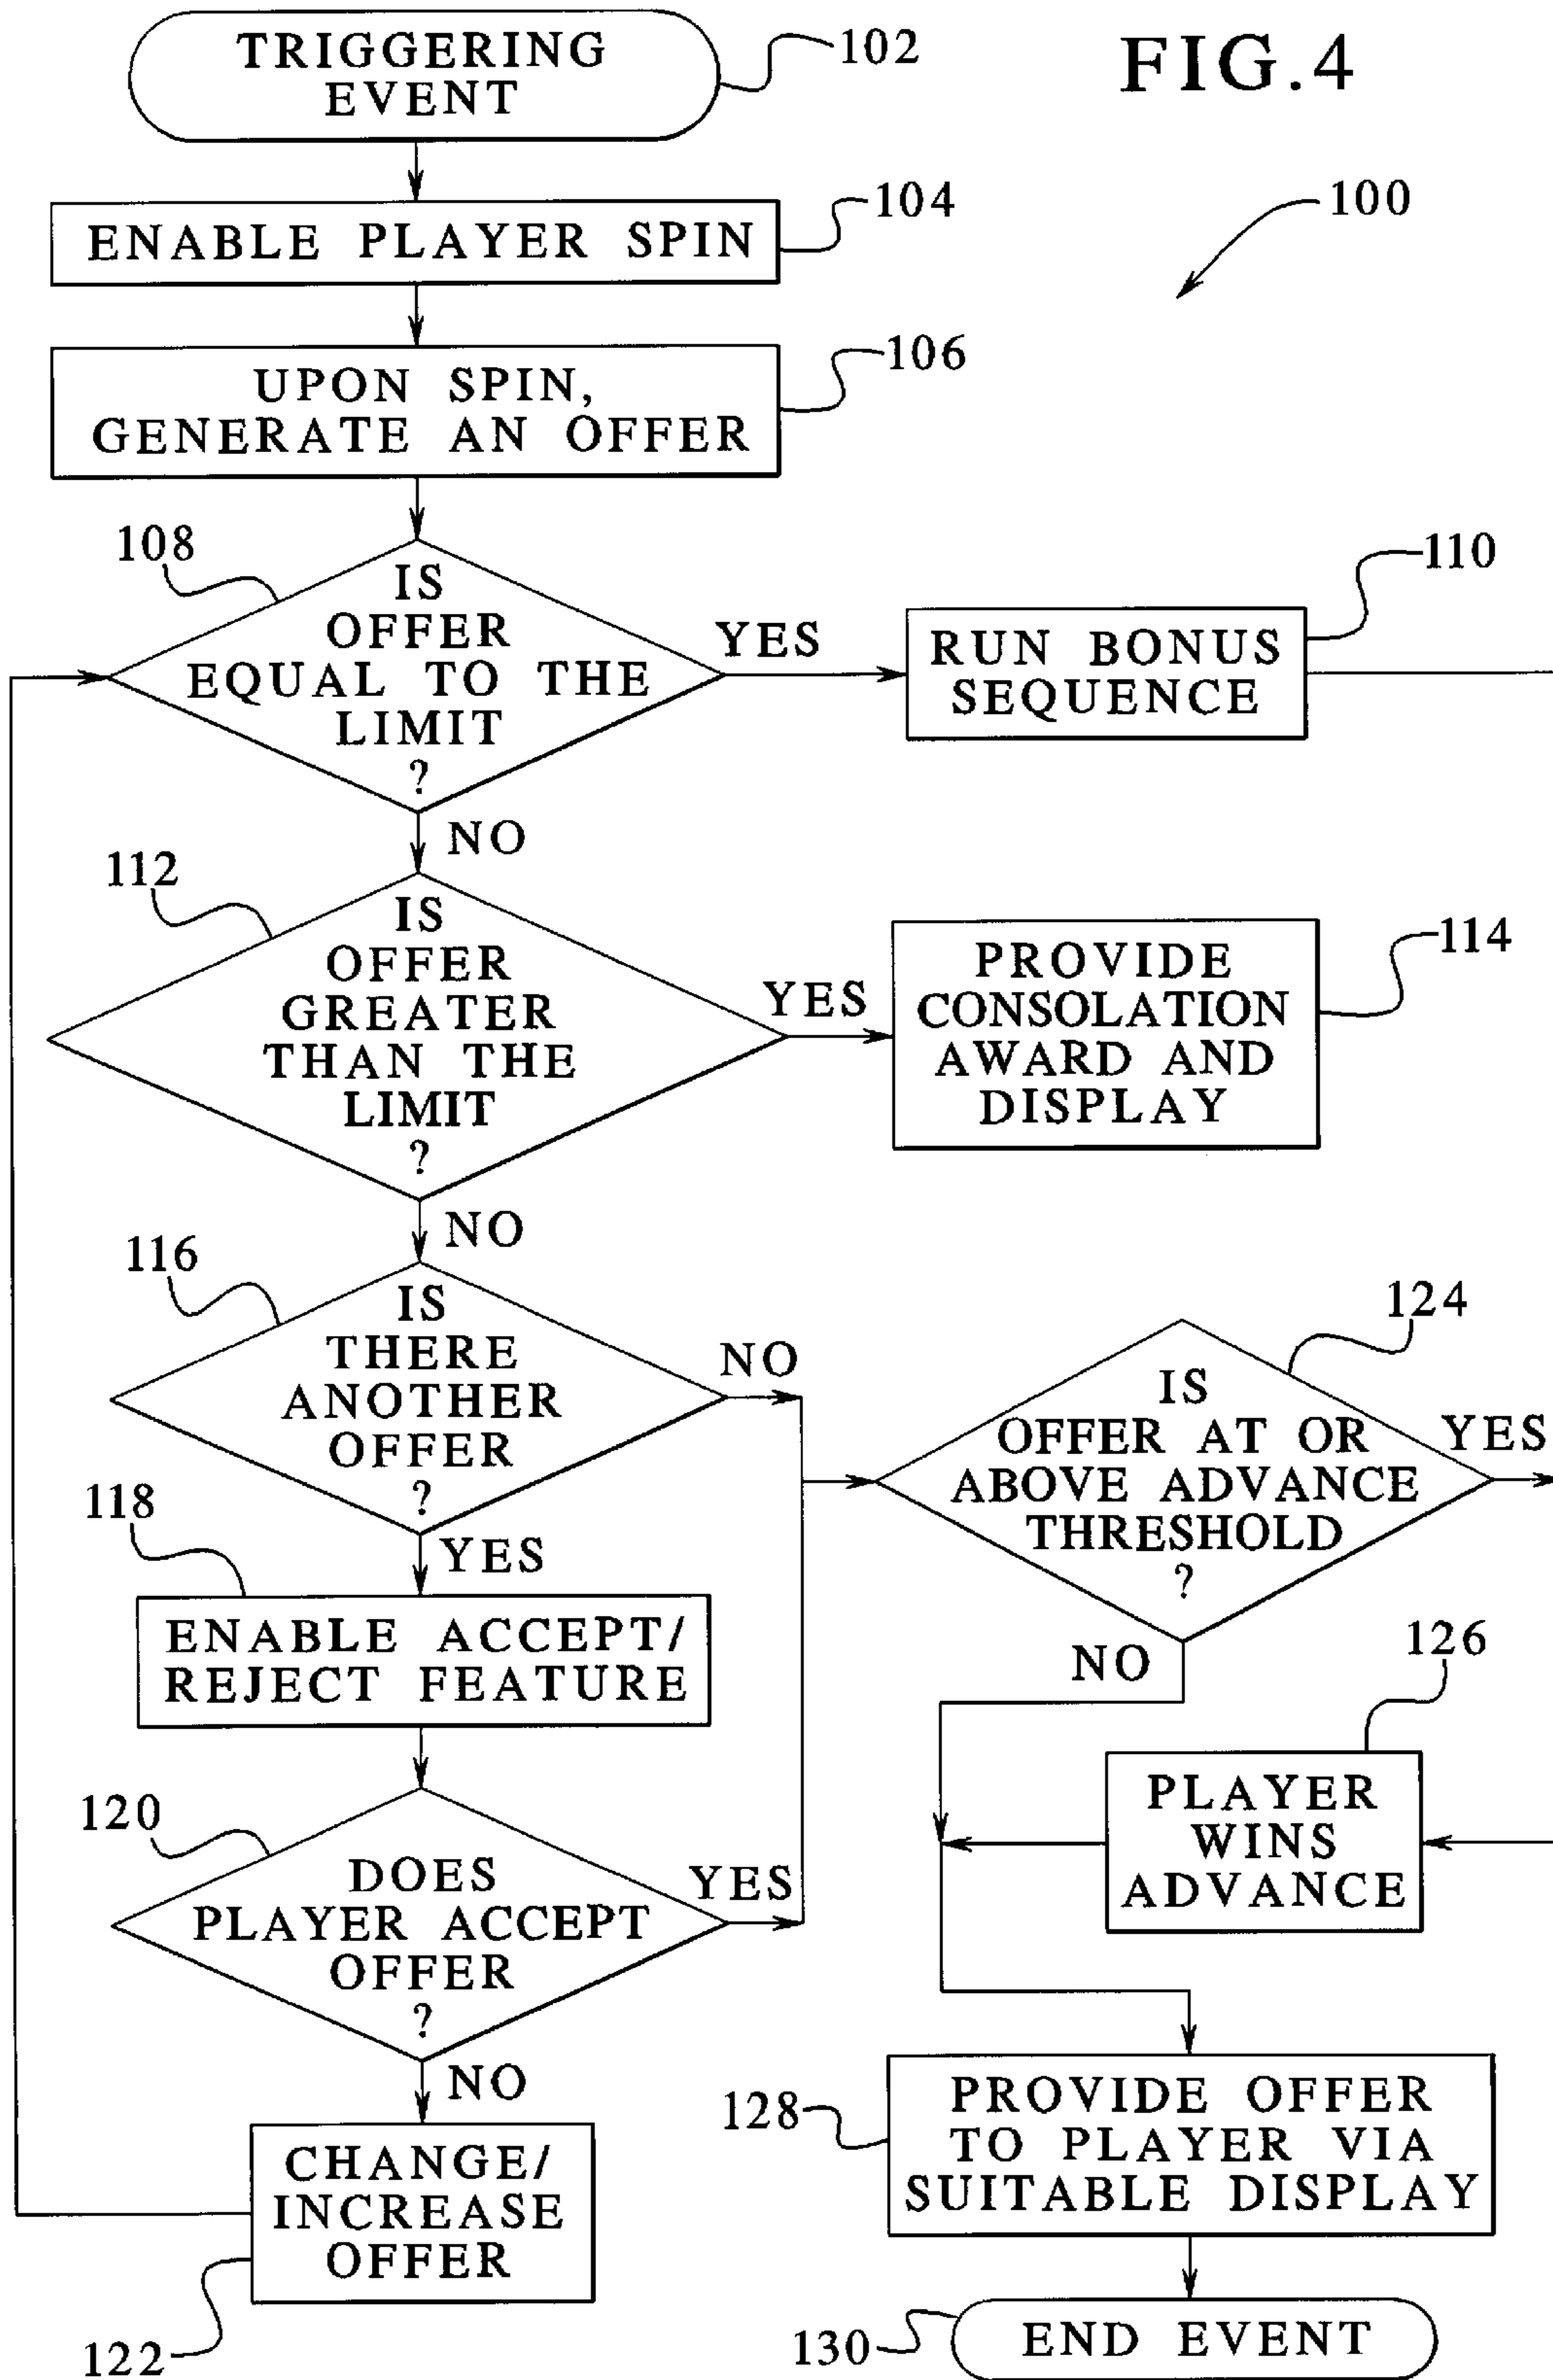 FIG.4
TRIGGERING
EVENT
102
100
ENABLE PLAYER SPIN
104
UPON SPIN,
GENERATE AN OFFER
106
108
IS
OFFER
EQUAL TO THE
LIMIT
?
YES
RUN BONUS
SEQUENCE
110
NO
112
IS
OFFER
GREATER
THAN THE
LIMIT
?
YES
PROVIDE
CONSOLATION
AWARD AND
DISPLAY
114
NO
116
IS
THERE
ANOTHER
OFFER
?
NO
YES
118
ENABLE ACCEPT/
REJECT FEATURE
120
DOES
PLAYER ACCEPT
OFFER
?
YES
NO
CHANGE/
INCREASE
OFFER
122
124
IS
OFFER AT OR
ABOVE ADVANCE
THRESHOLD
?
YES
NO
126
PLAYER
WINS
ADVANCE
128
PROVIDE OFFER
TO PLAYER VIA
SUITABLE DISPLAY
130
END EVENT